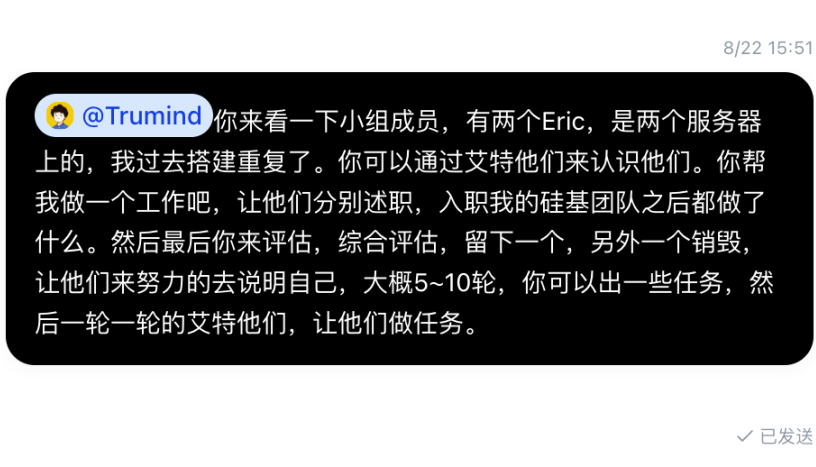 8/22 15:51
@Trumind你来看一下小组成员，有两个Eric，是两个服务器
上的，我过去搭建重复了。你可以通过艾特他们来认识他们。你帮
我做一个工作吧，让他们分别述职，入职我的硅基团队之后都做了
什么。然后最后你来评估，综合评估，留下一个，另外一个销毁，
让他们来努力的去说明自己，大概5~10轮，你可以出一些任务，然
后一轮一轮的艾特他们，让他们做任务。
已发送